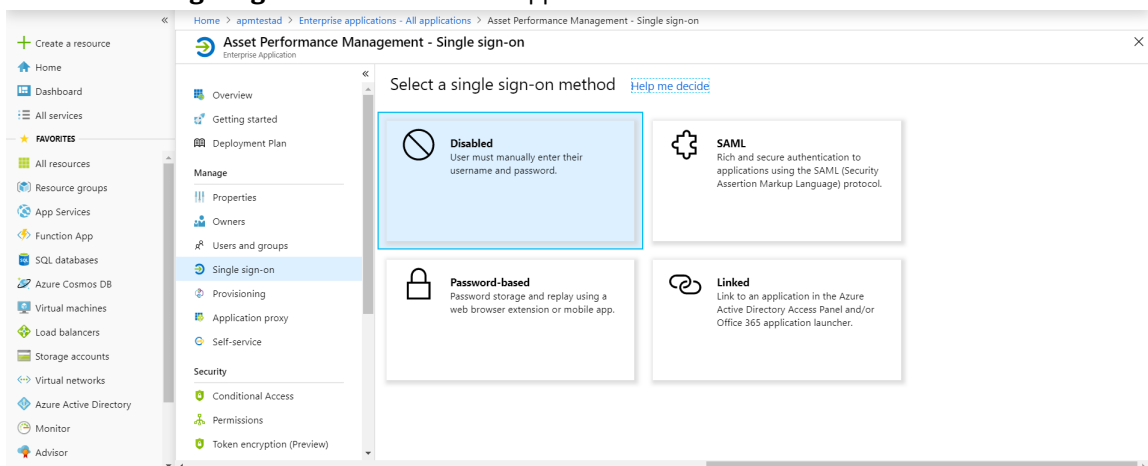 Home > apmtestad > Enterprise applications - All applications > Asset Performance Management - Single sign-on
Create a resource
Home
Dashboard
All services
FAVORITES
All resources
Resource groups
App Services
Function App
SQL databases
Azure Cosmos DB
Virtual machines
Load balancers
Storage accounts
Virtual networks
Azure Active Directory
Monitor
Advisor
Asset Performance Management - Single sign-on
Enterprise Application
Overview
Getting started
Deployment Plan
Manage
Properties
Owners
Users and groups
Single sign-on
Provisioning
Application proxy
Self-service
Security
Conditional Access
Permissions
Token encryption (Preview)
Select a single sign-on method Help me decide
Disabled
User must manually enter their
username and password.
SAML
Rich and secure authentication to
applications using the SAML (Security
Assertion Markup Language) protocol.
Password-based
Password storage and replay using a
web browser extension or mobile app.
Linked
Link to an application in the Azure
Active Directory Access Panel and/or
Office 365 application launcher.